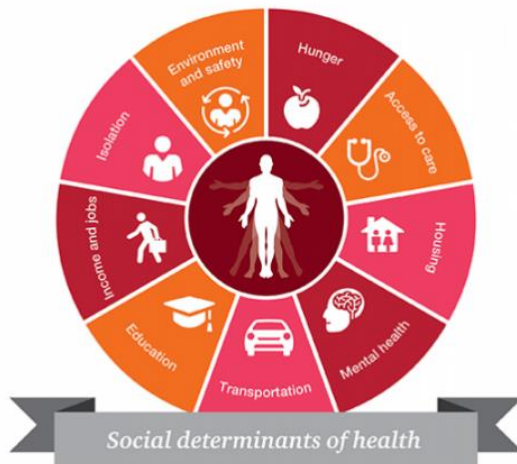 Hunger
Access to care
Housing
Mental health
Transportation
Education
Income and jobs
Isolation
Environment
and safety
Social determinants of health